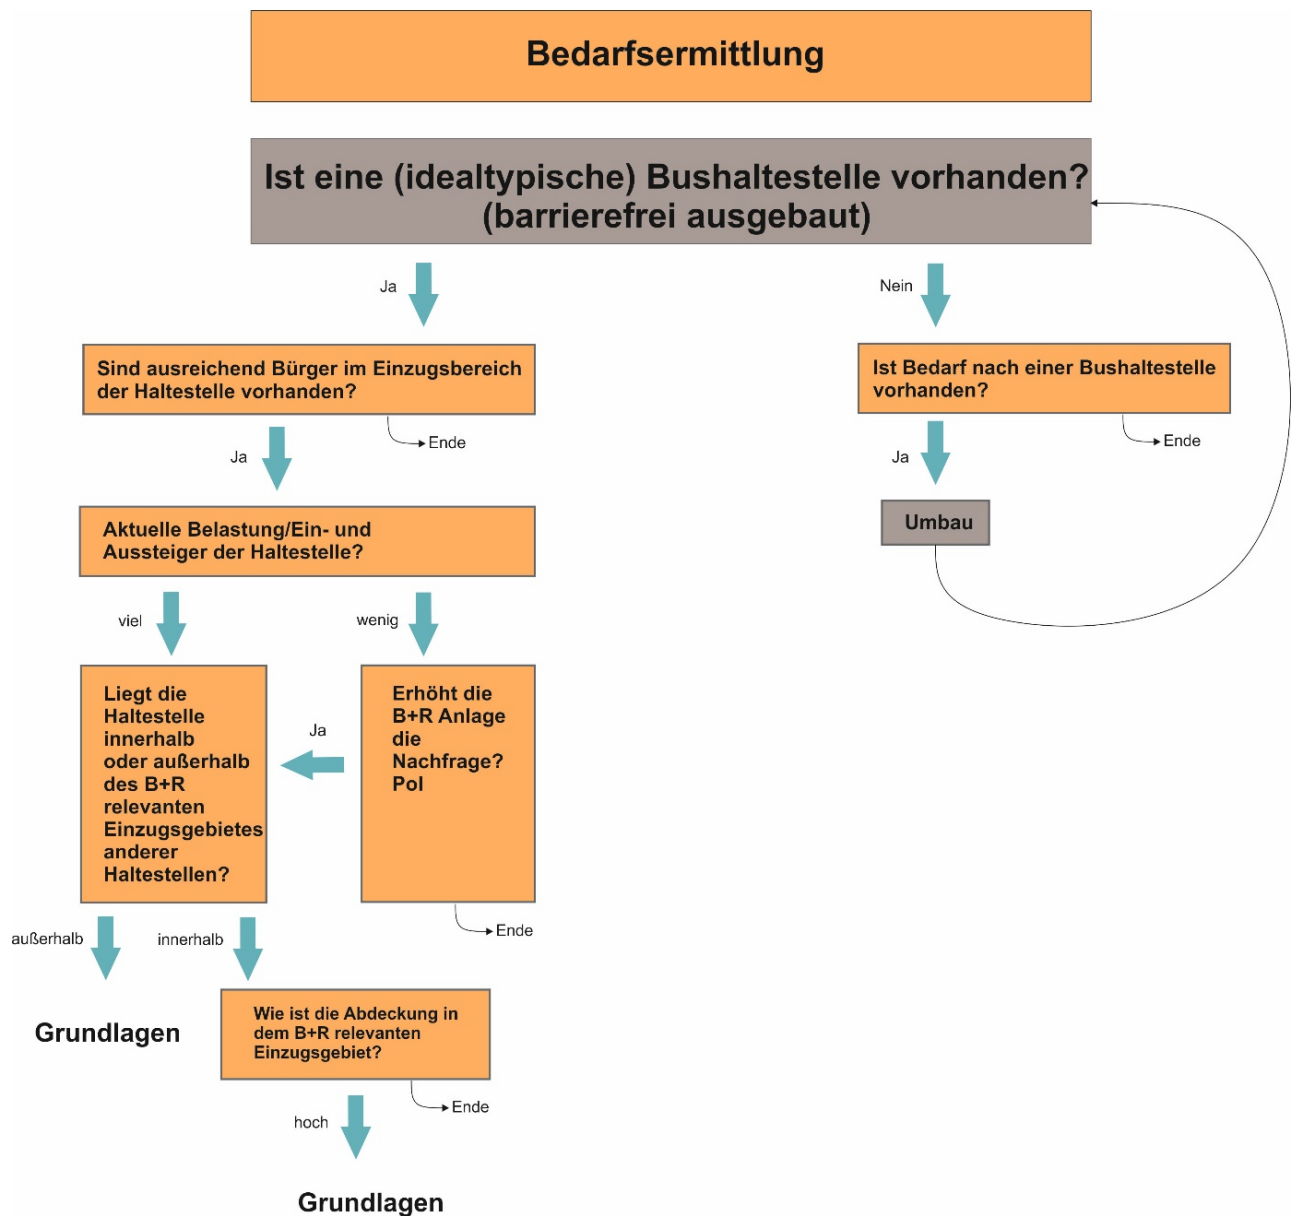 Bedarfsermittlung
Ist eine (idealtypische) Bushaltestelle vorhanden?
(barrierefrei ausgebaut)
Ja
Nein
Sind ausreichend Bürger im Einzugsbereich
der Haltestelle vorhanden?
Ist Bedarf nach einer Bushaltestelle
vorhanden?
Ende
Ende
Ja
Ja
Aktuelle Belastung/Ein- und
Aussteiger der Haltestelle?
Umbau
viel
wenig
Liegt die
Haltestelle
innerhalb
oder außerhalb
des B+R
relevanten
Einzugsgebietes
anderer
Haltestellen?
Ja
Erhöht die
B+R Anlage
die
Nachfrage?
Pol
Ende
außerhalb
innerhalb
Grundlagen
Wie ist die Abdeckung in
dem B+R relevanten
Einzugsgebiet?
Ende
hoch
Grundlagen